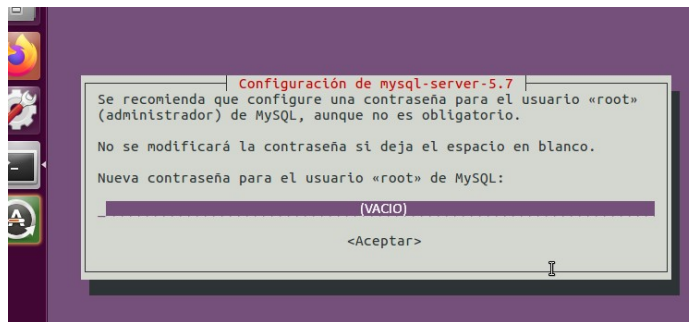 Configuración de mysql-server-5.7
Se recomienda que configure una contraseña para el usuario «root»
(administrador) de MySQL, aunque no es obligatorio.
No se modificará la contraseña si deja el espacio en blanco.
Nueva contraseña para el usuario «root» de MySQL:
(VACIO)
<Aceptar>